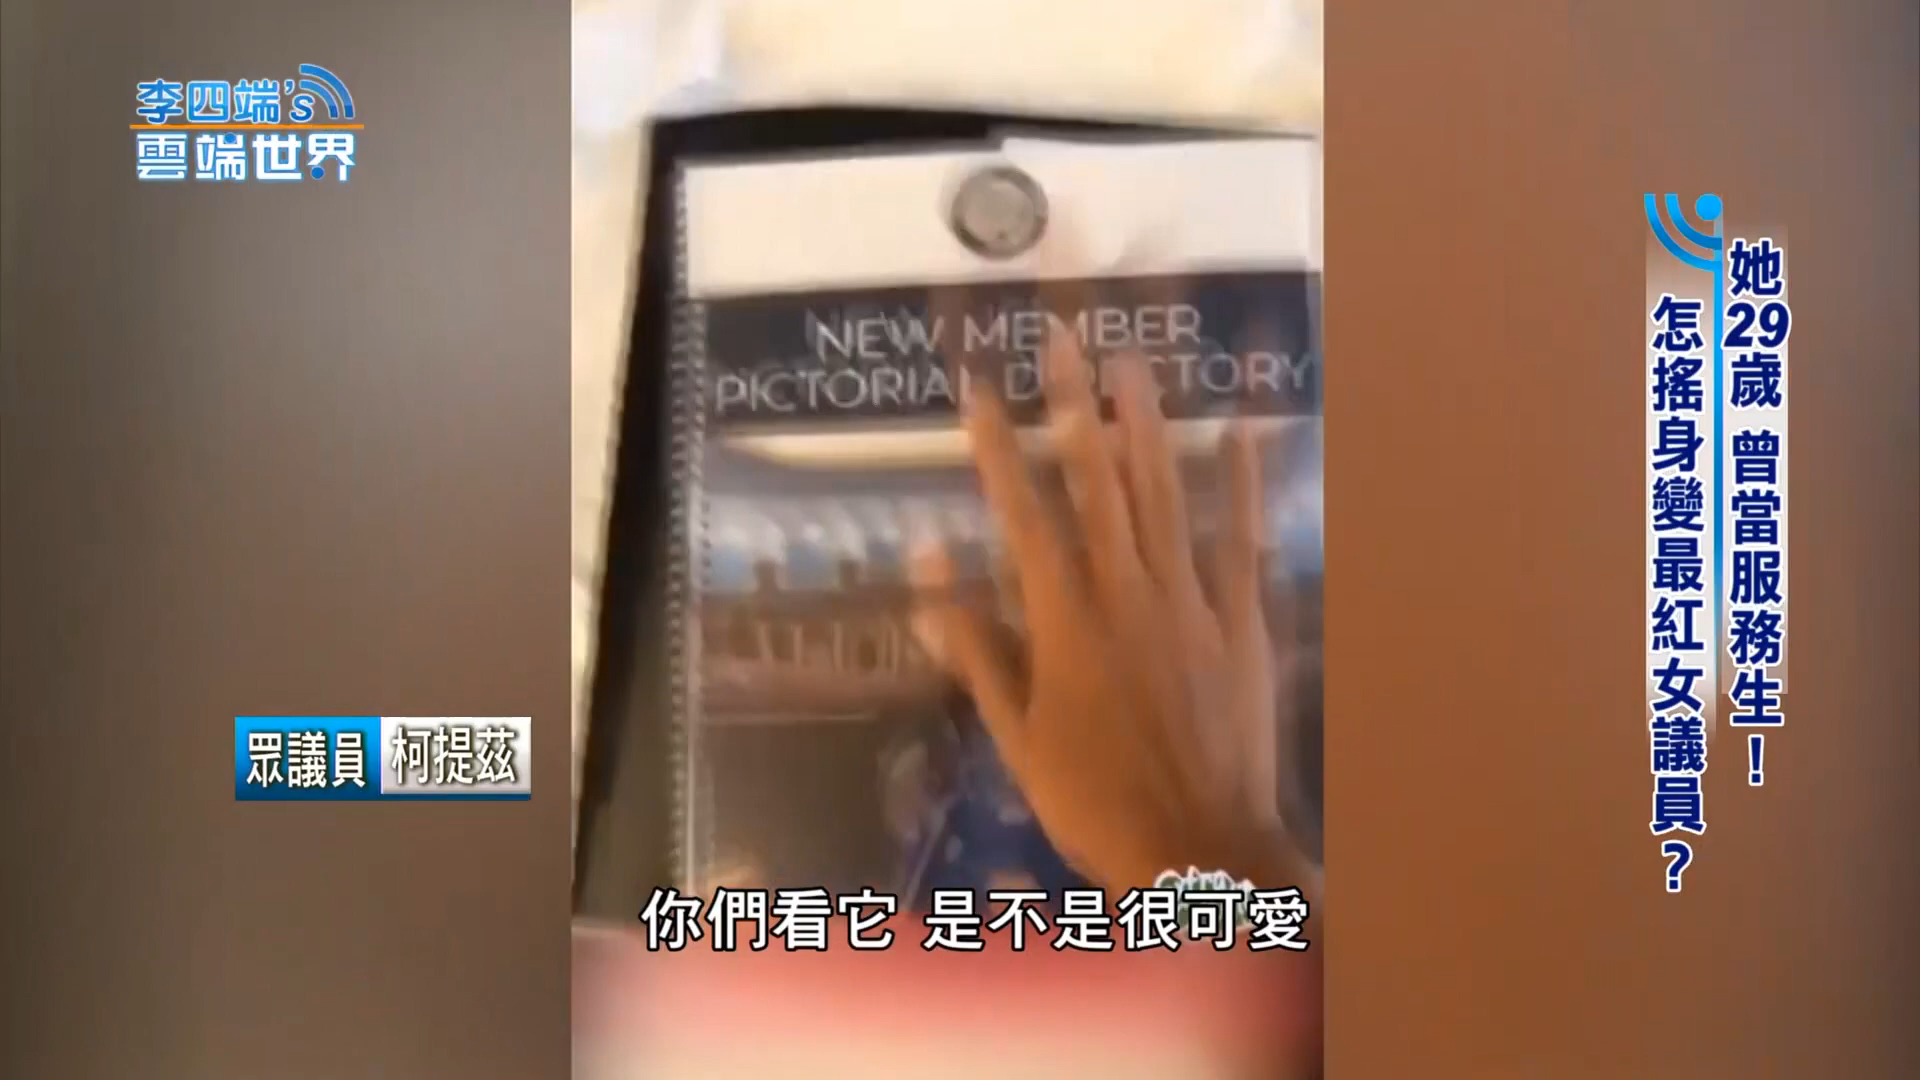 李四端's
雲端世界
NEW MEMBER
PICTORIAL DIRECTORY
她29歲 曾當服務生！
怎搖身變最紅女議員？
眾議員 柯提茲
你們看它 是不是很可愛